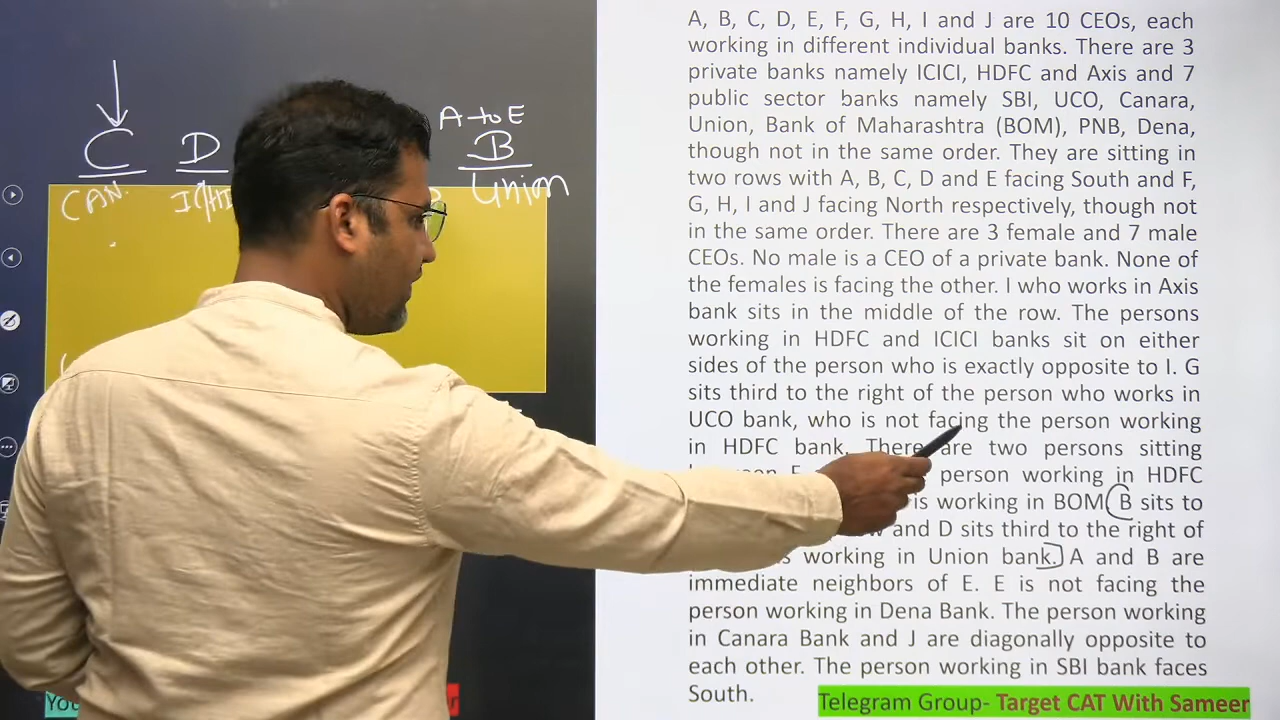 A to E
C D B
CAN. Union
A, B, C, D, E, F, G, H, I and J are 10 CEOs, each
working in different individual banks. There are 3
private banks namely ICICI, HDFC and Axis and 7
public sector banks namely SBI, UCO, Canara,
Union, Bank of Maharashtra (BOM), PNB, Dena,
though not in the same order. They are sitting in
two rows with A, B, C, D and E facing South and F,
G, H, I and J facing North respectively, though not
in the same order. There are 3 female and 7 male
CEOs. No male is a CEO of a private bank. None of
the females is facing the other. I who works in Axis
bank sits in the middle of the row. The persons
working in HDFC and ICICI banks sit on either
sides of the person who is exactly opposite to I. G
sits third to the right of the person who works in
UCO bank, who is not facing the person working
in HDFC bank. There are two persons sitting
person working in HDFC
is working in BOM. B sits to
and D sits third to the right of
working in Union bank. A and B are
immediate neighbors of E. E is not facing the
person working in Dena Bank. The person working
in Canara Bank and J are diagonally opposite to
each other. The person working in SBI bank faces
South.
Telegram Group- Target CAT With Sameer